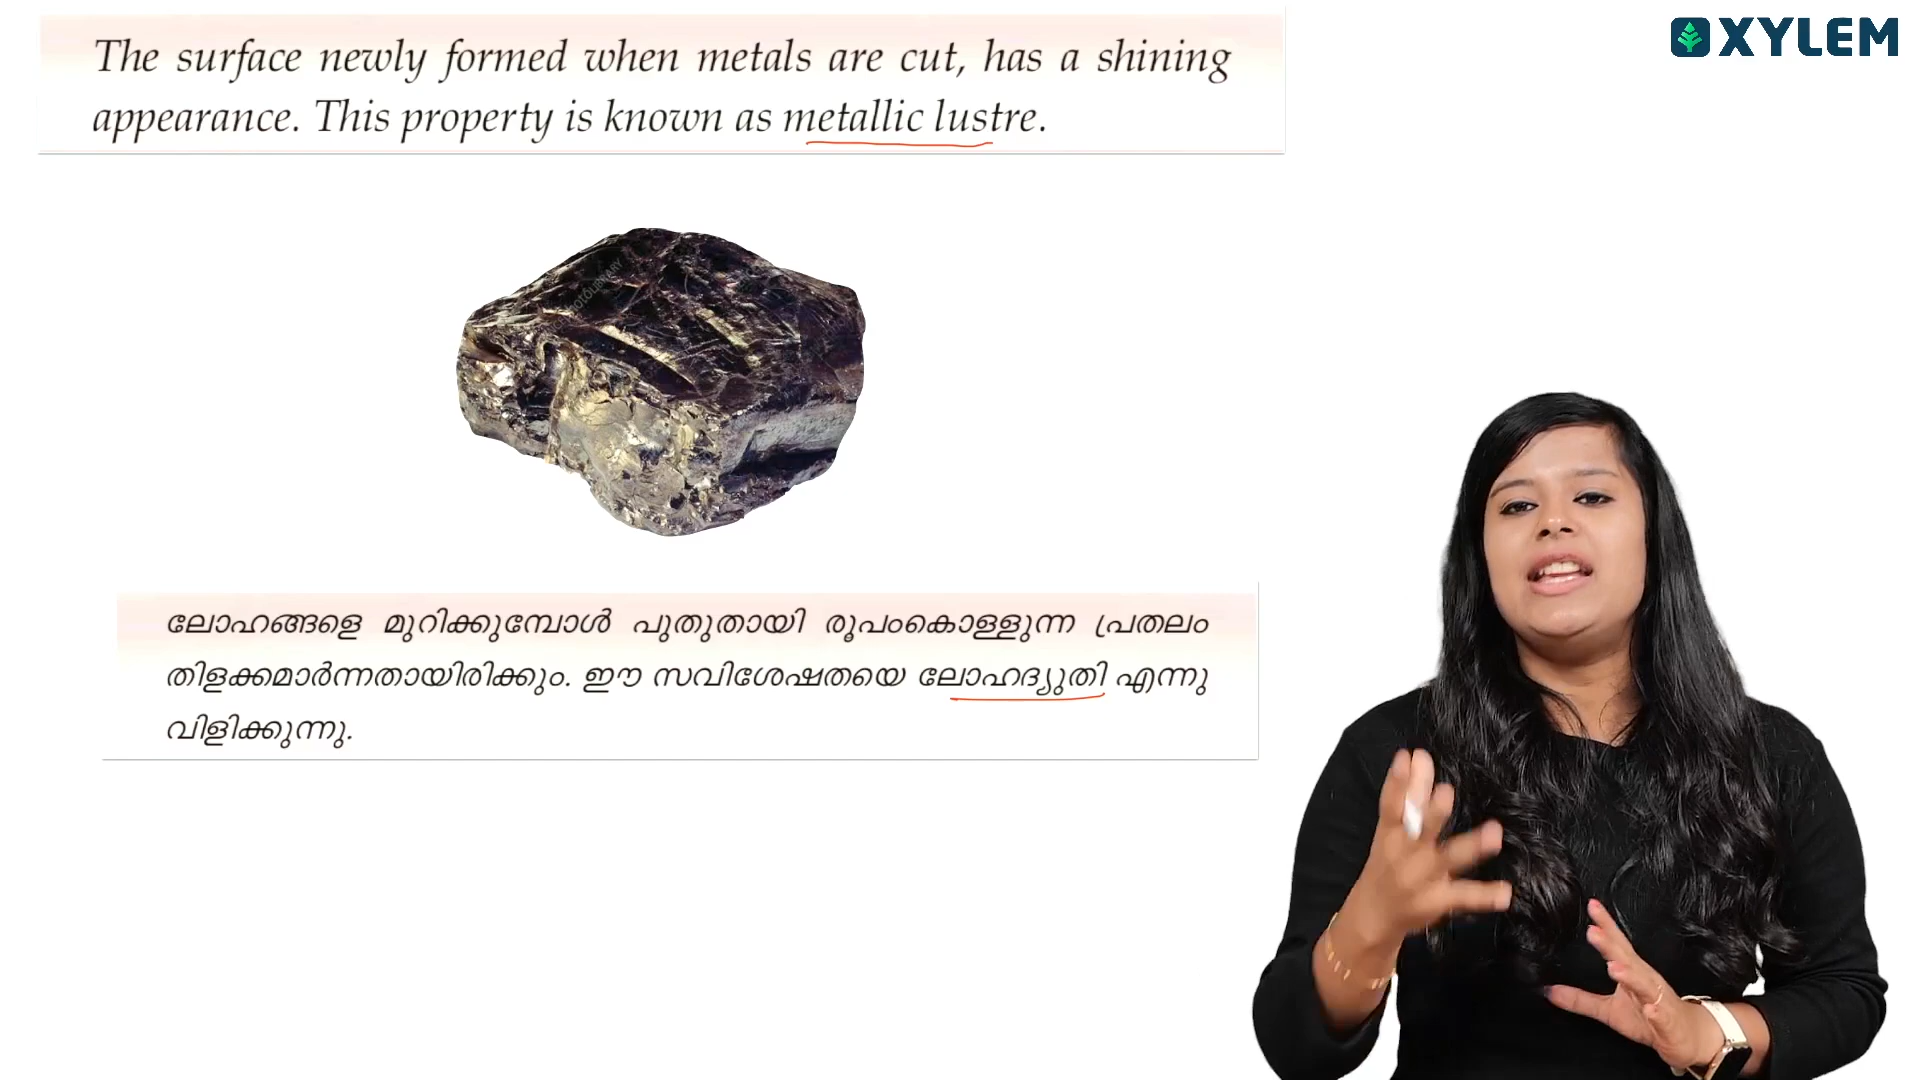 The surface newly formed when metals are cut, has a shining
appearance. This property is known as metallic lustre.
XYLEM
ലോഹങ്ങളെ മുറിക്കുമ്പോൾ പുതുതായി രൂപംകൊള്ളുന്ന പ്രതലം
തിളക്കമാർന്നതായിരിക്കും. ഈ സവിശേഷതയെ ലോഹദ്യുതി എന്നു
വിളിക്കുന്നു.